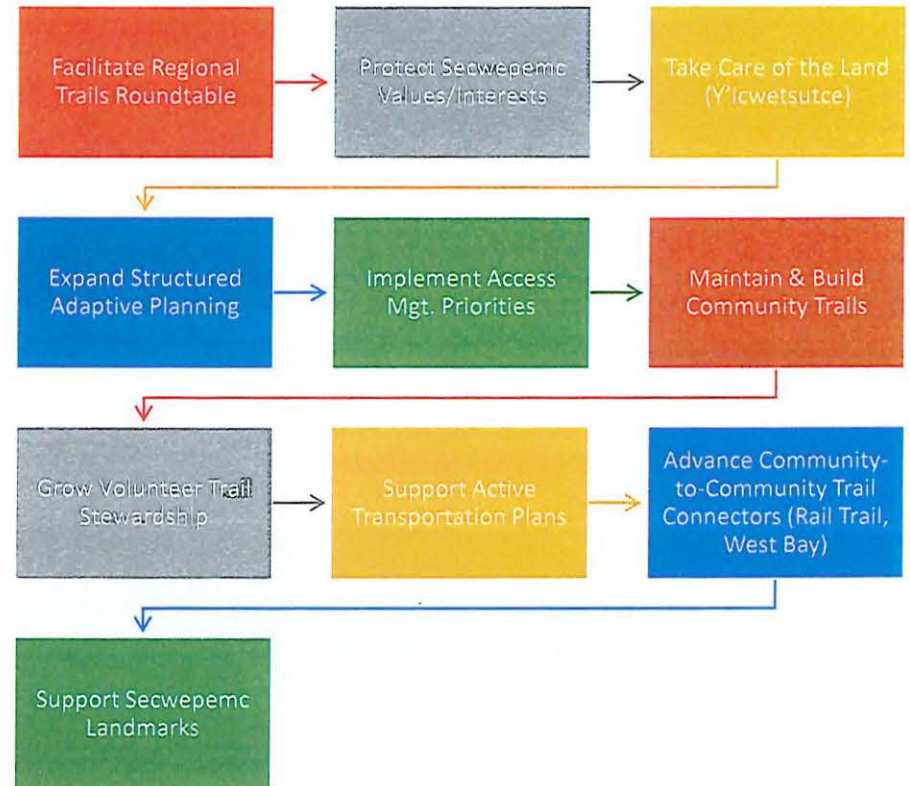 Facilitate Regional
Trails Roundtable
Protect Secwepemc
Values/Interests
Take Care of the Land
(Y'icwetsutce)
Expand Structured
Adaptive Planning
Implement Access
Mgt. Priorities
Maintain & Build
Community Trails
Grow Volunteer Trail
Stewardship
Support Active
Transportation Plans
Advance Community-
to-Community Trail
Connectors (Rail Trail,
West Bay)
Support Secwepemc
Landmarks